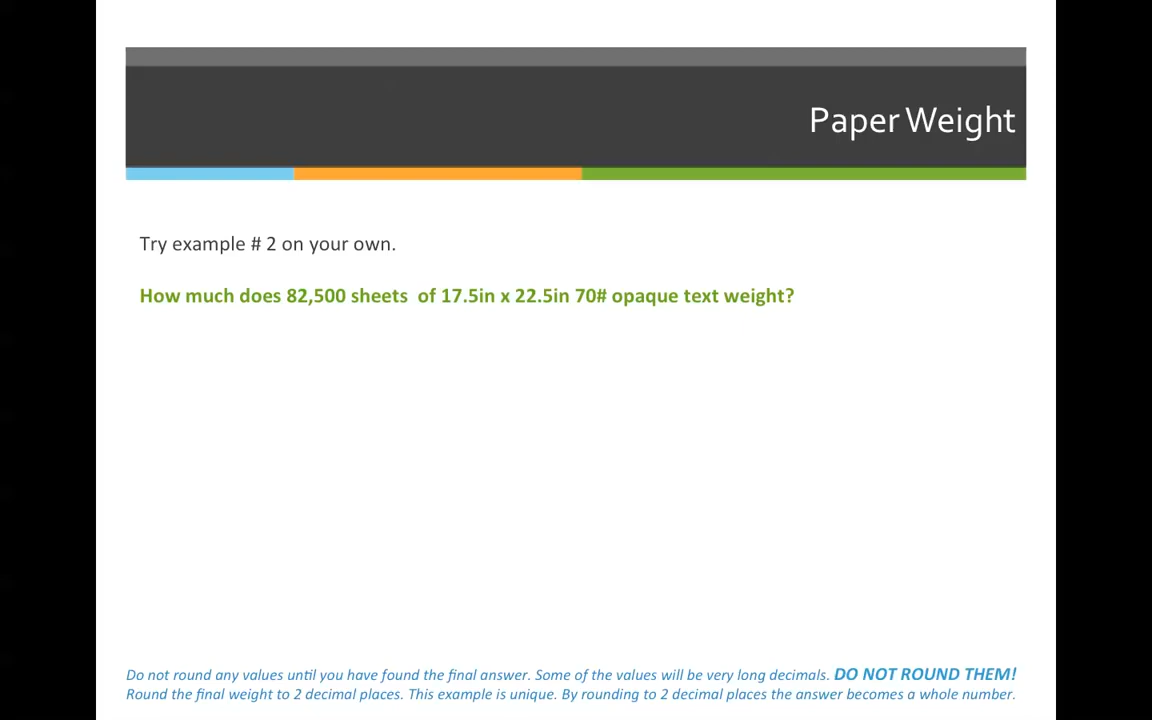 Paper Weight
Try example # 2 on your own.
How much does 82,500 sheets  of 17.5in x 22.5in 70# opaque text weight?
Do not round any values until you have found the final answer. Some of the values will be very long decimals. DO NOT ROUND THEM!
Round the final weight to 2 decimal places. This example is unique. By rounding to 2 decimal places the answer becomes a whole number.